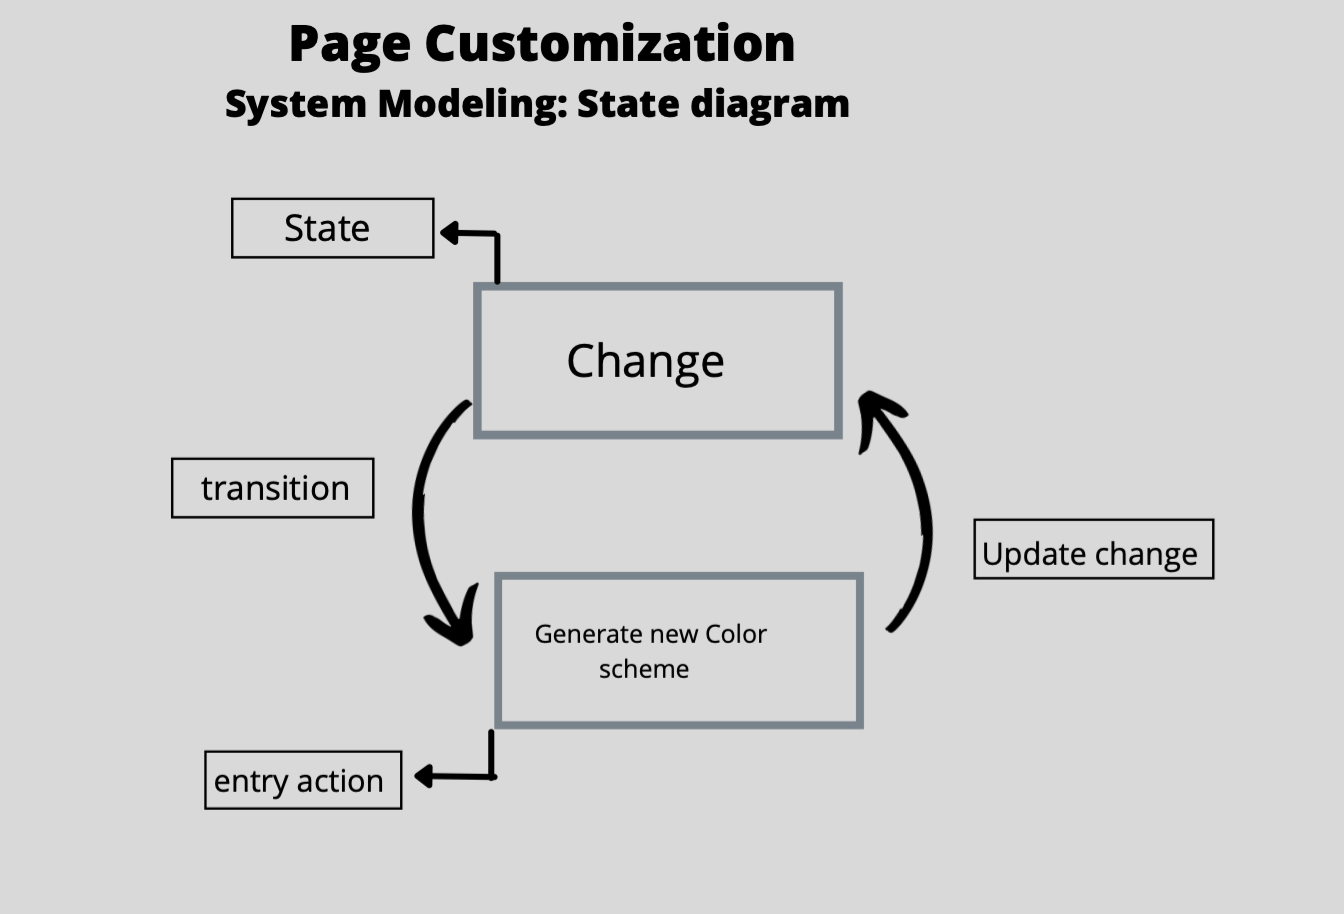 Page Customization
System Modeling: State diagram
State
Change
transition
Update change
Generate new Color
scheme
entry action